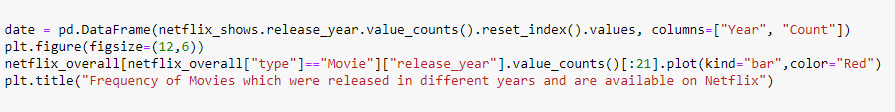 date = pd.DataFrame(netflix_shows.release_year.value_counts().reset_index().values, columns=["Year", "Count"])
plt.figure(figsize=(12,6))
netflix_overall[netflix_overall["type"]=="Movie"]["release_year"].value_counts()[:21].plot(kind="bar",color="Red")
plt.title("Frequency of Movies which were released in different years and are available on Netflix")